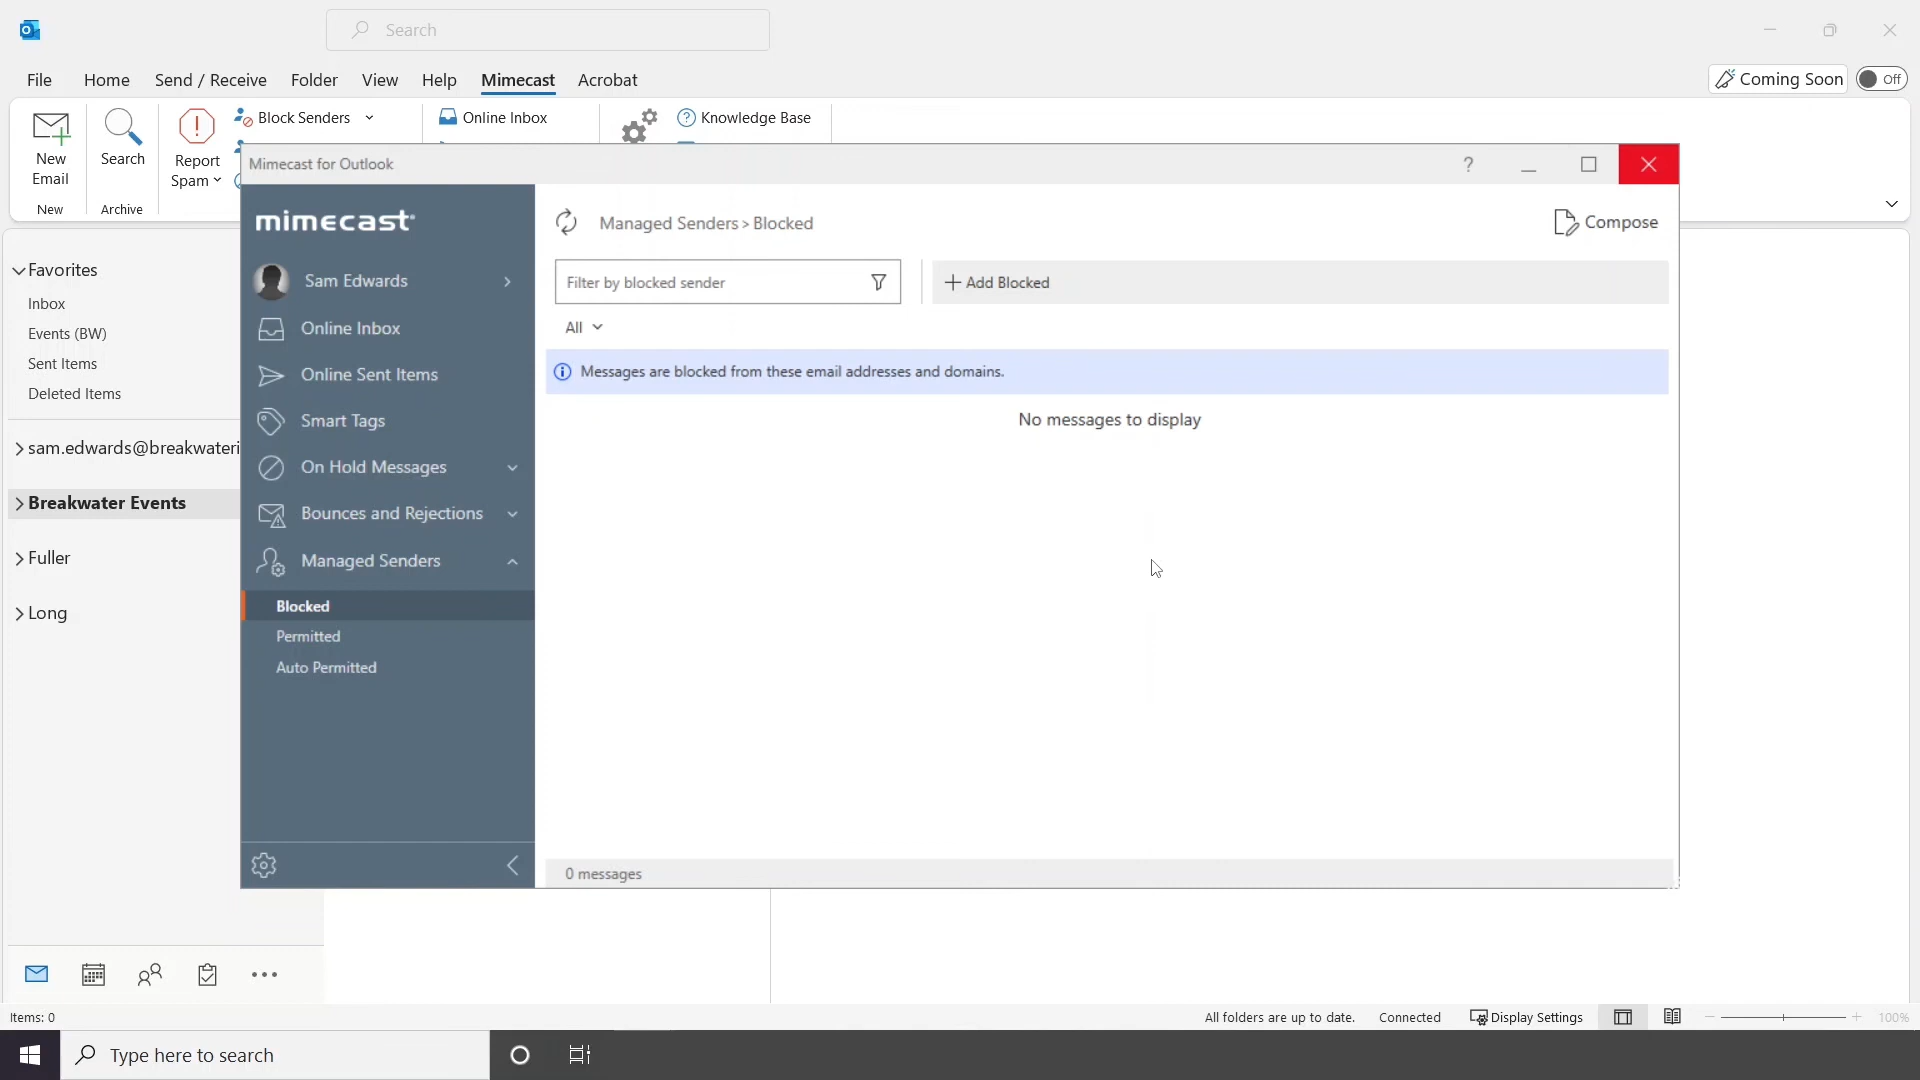 Search
File
Home
Send / Receive
Folder
View
Help
Mimecast
Acrobat
Coming Soon
Off
New
Email
Search
Report
Spam
Block Senders
Online Inbox
Knowledge Base
New
Archive
Mimecast for Outlook
?
mimecast
Sam Edwards
Online Inbox
Online Sent Items
Smart Tags
On Hold Messages
Bounces and Rejections
Managed Senders
Blocked
Permitted
Auto Permitted
Managed Senders > Blocked
Compose
Filter by blocked sender
Add Blocked
All
Messages are blocked from these email addresses and domains.
No messages to display
0 messages
Favorites
Inbox
Events (BW)
Sent Items
Deleted Items
sam.edwards@breakwateri
Breakwater Events
Fuller
Long
Items: 0
All folders are up to date.
Connected
Display Settings
100%
Type here to search